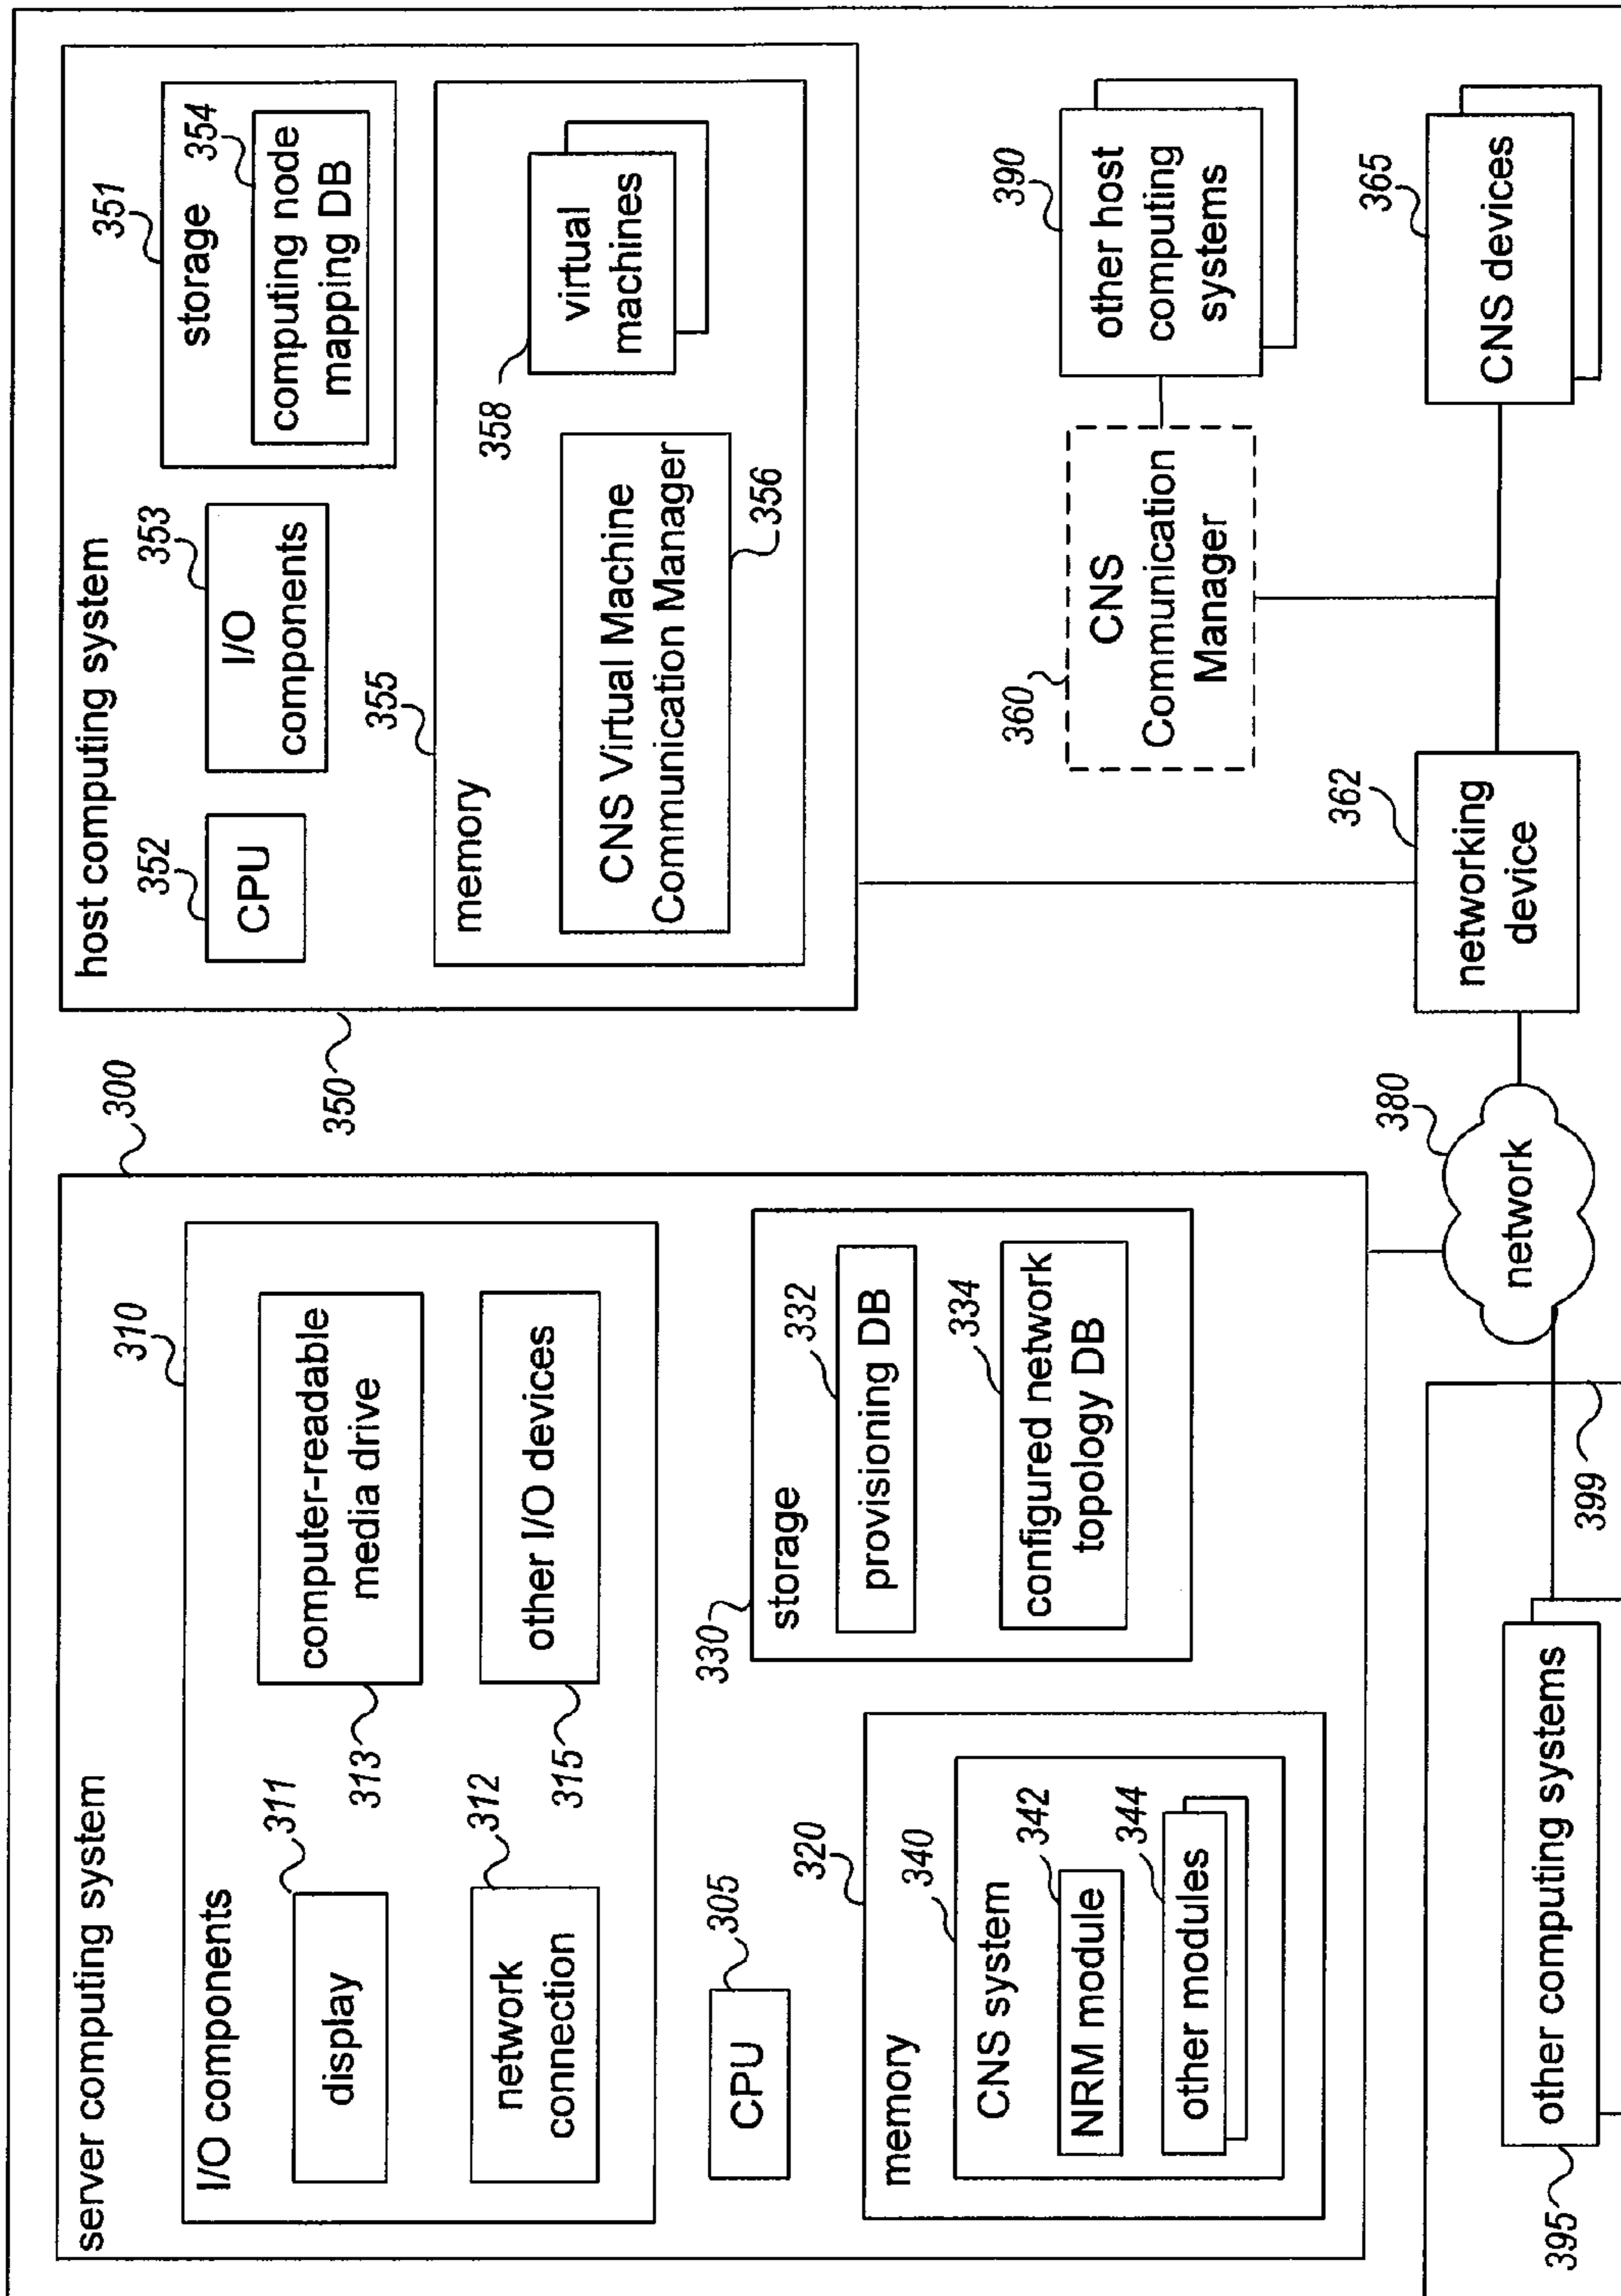 server computing system
300
I/O components
310
display
311
computer-readable
media drive
313
network
connection
312
other I/O devices
315
CPU
305
storage
330
provisioning DB
332
configured network
topology DB
334
memory
320
CNS system
340
NRM module
342
other modules
344
host computing system
350
CPU
352
I/O
components
353
storage
351
computing node
mapping DB
354
memory
355
CNS Virtual Machine
Communication Manager
356
virtual
machines
358
CNS
Communication
Manager
360
other host
computing
systems
390
networking
device
362
CNS devices
365
network
380
other computing systems
395
399